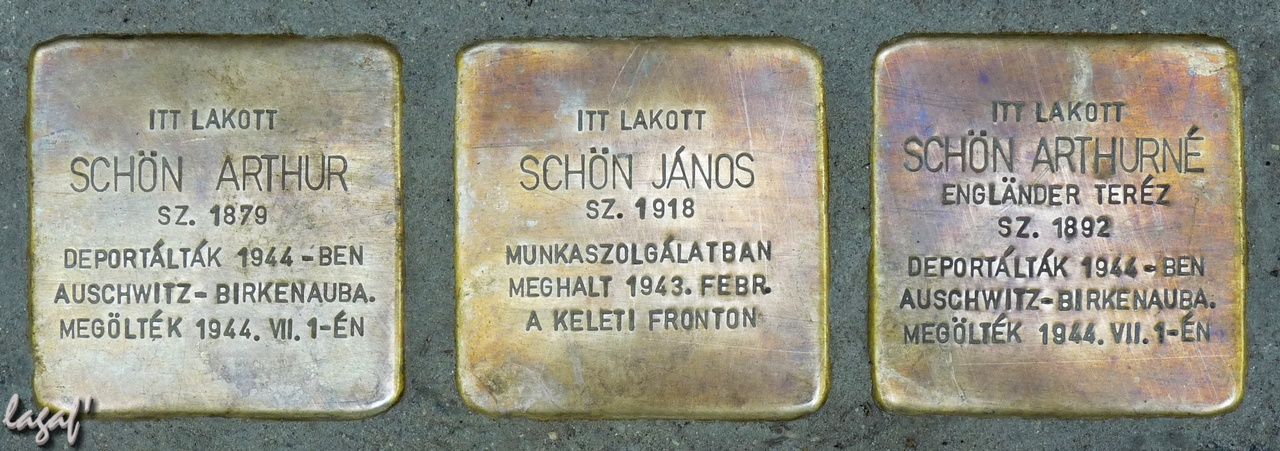 ITT LAKOTT
SCHÖN ARTHUR
SZ. 1879
DEPORTÁLTÁK 1944-BEN
AUSCHWITZ-BIRKENAUBA.
MEGÖLTÉK 1944. VII. 1-ÉN
ITT LAKOTT
SCHÖN JÁNOS
SZ. 1918
MUNKASZOLGÁLATBAN
MEGHALT 1943. FEBR.
A KELETI FRONTON
ITT LAKOTT
SCHÖN ARTHURNÉ
ENGLÄNDER TERÉZ
SZ. 1892
DEPORTÁLTÁK 1944-BEN
AUSCHWITZ-BIRKENAUBA.
MEGÖLTÉK 1944. VII. 1-ÉN
lagaf"